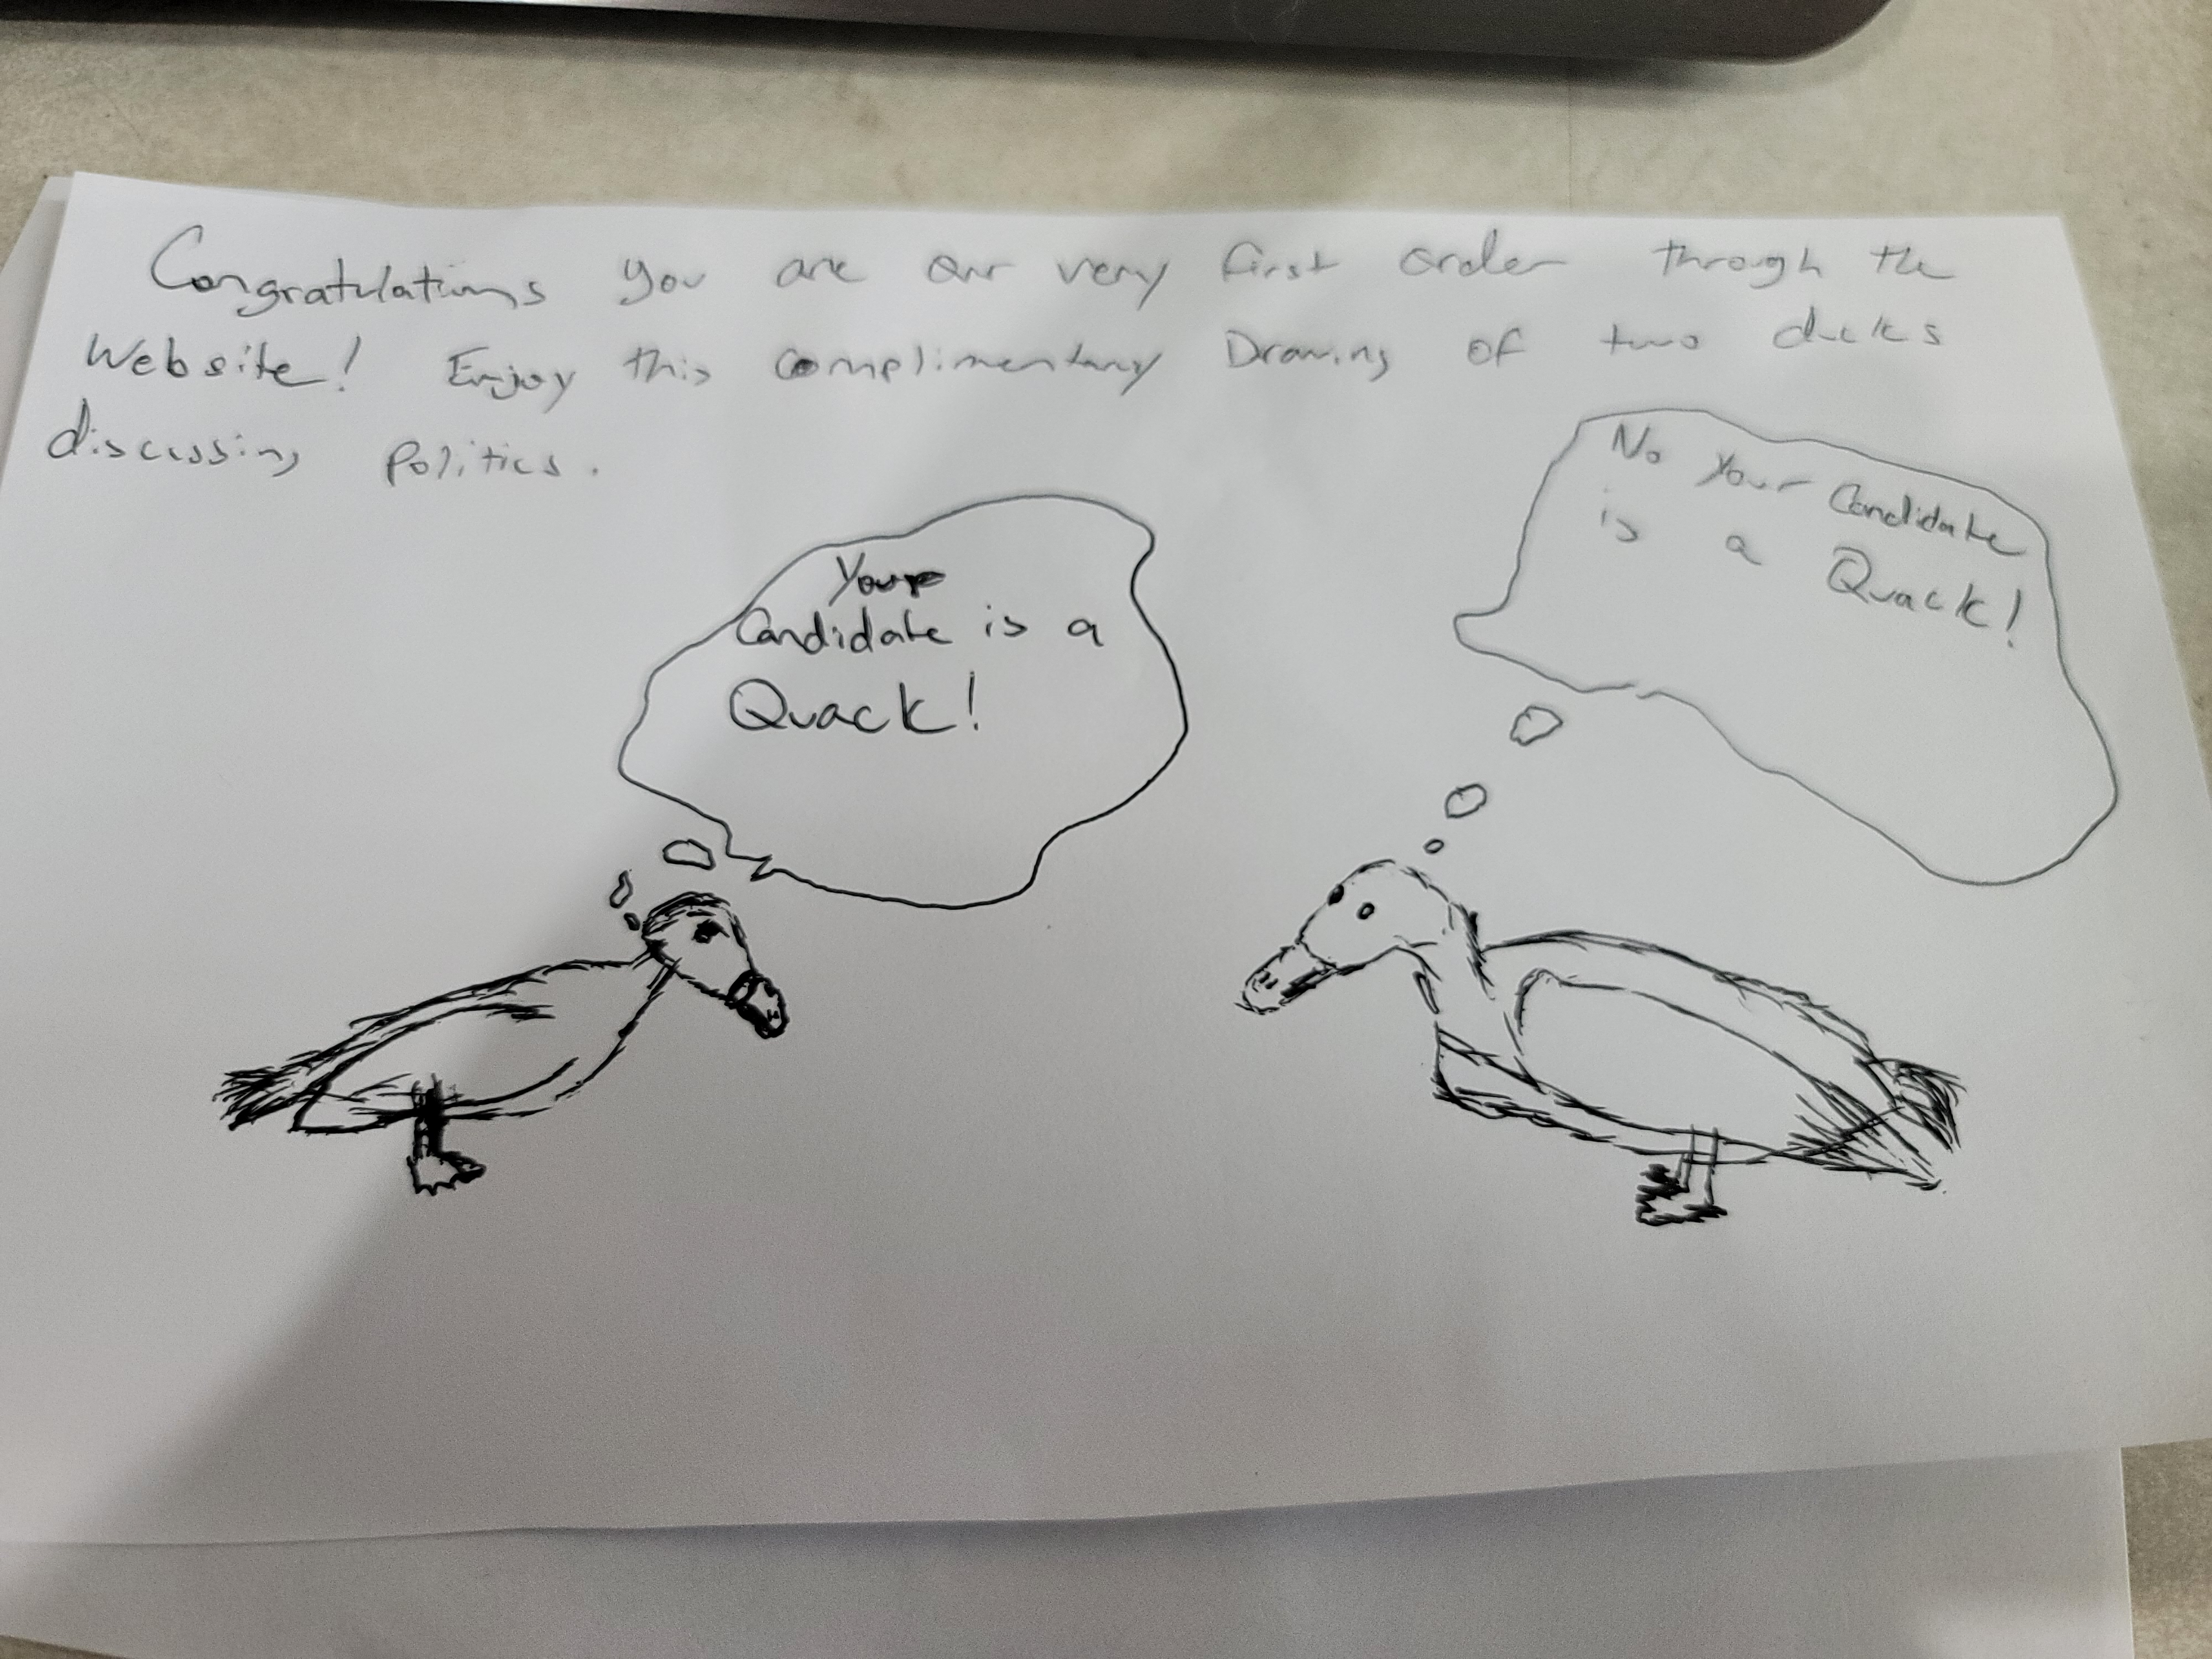 Congratulations you are our very first order through the
Website! Enjoy this complimentary Drawing of two ducks
discussing politics.
Your
Candidate is a
Quack!
No Your Candidate
is a Quack!